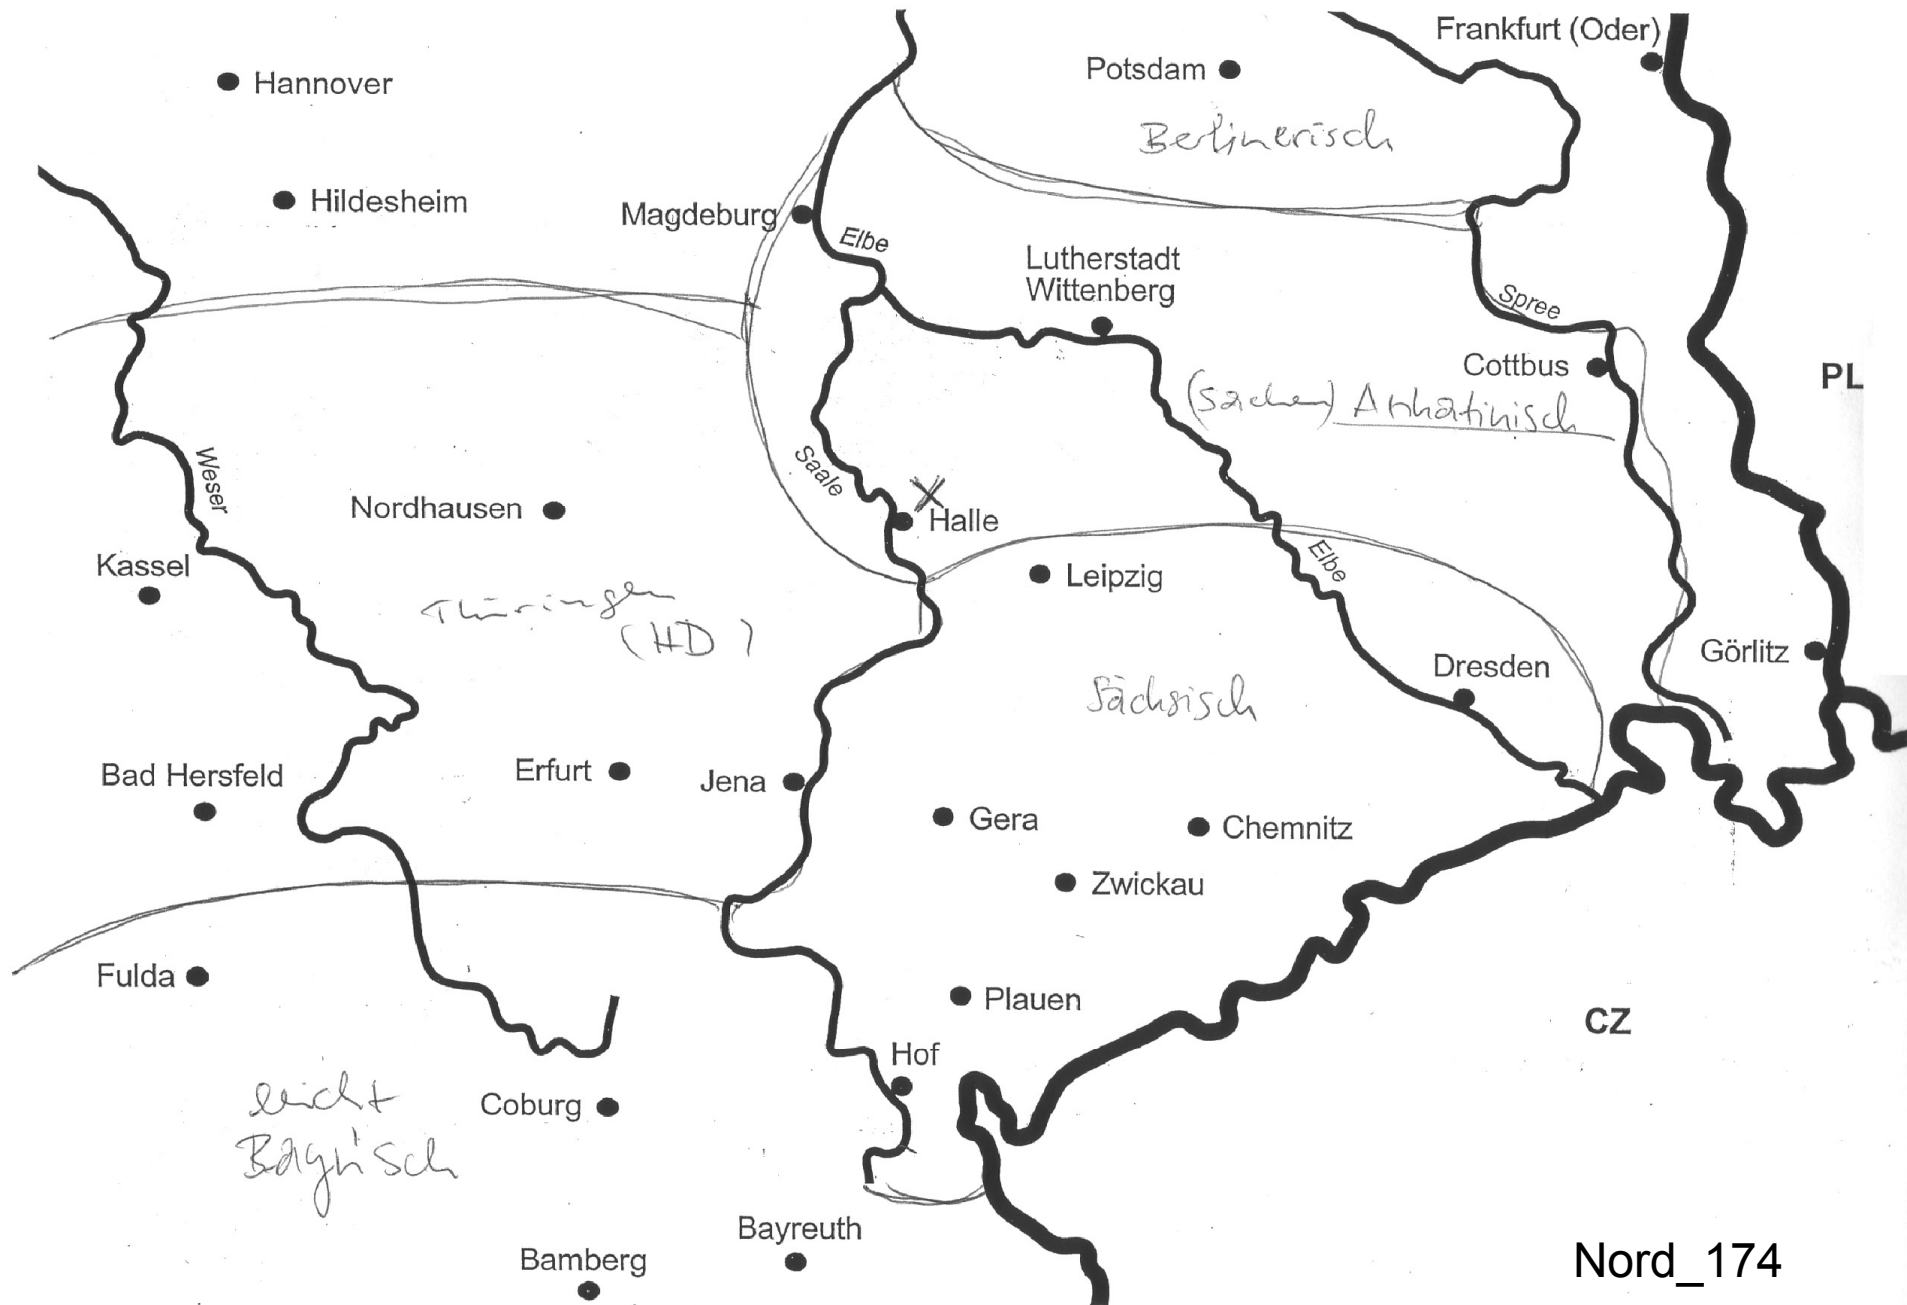 Frankfurt (Oder)
Hannover
Potsdam
Berlinerisch
Hildesheim
Magdeburg
Elbe
Lutherstadt
Wittenberg
Spree
Cottbus
PL
(Sachen) Anhaltinisch
Weser
Saale
Nordhausen
Halle
Kassel
Leipzig
Elbe
Thüringen
(HD)
Görlitz
Dresden
Sächsisch
Bad Hersfeld
Erfurt
Jena
Gera
Chemnitz
Zwickau
Fulda
Plauen
CZ
Hof
leicht
Bayrisch
Coburg
Bayreuth
Bamberg
Nord_174